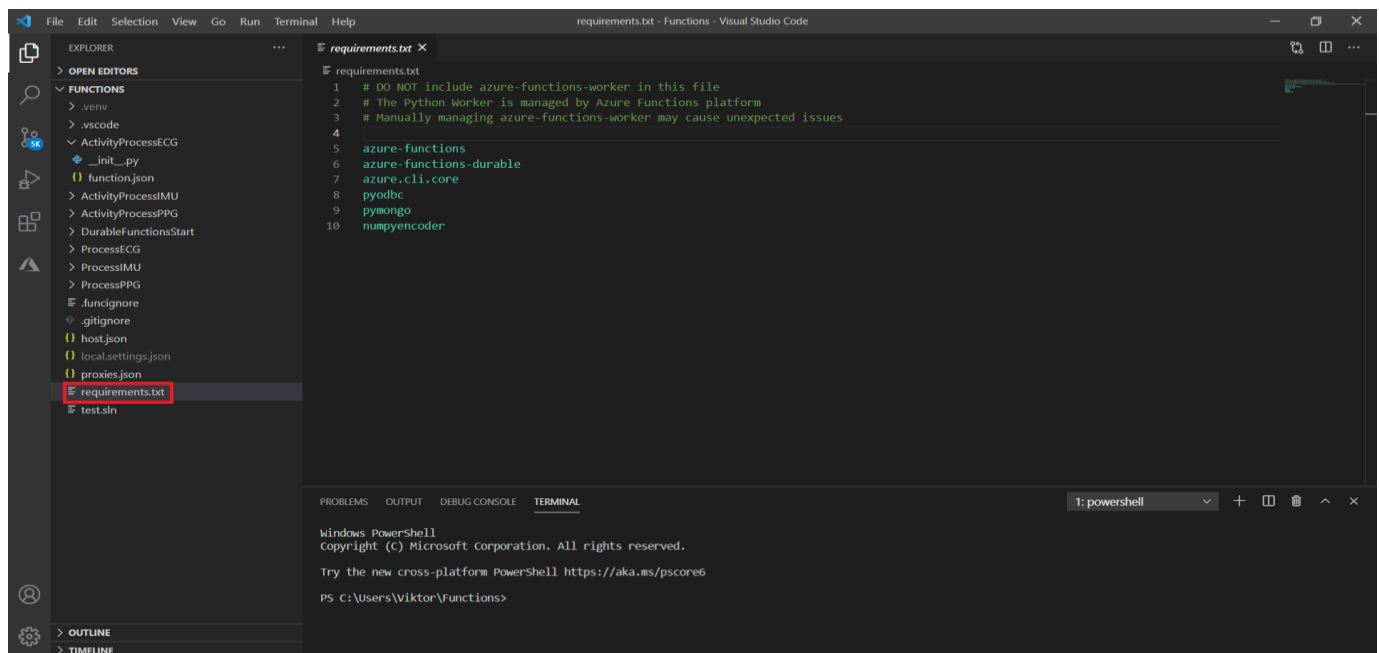 File Edit Selection View Go Run Terminal Help
requirements.txt - Functions - Visual Studio Code
EXPLORER
OPEN EDITORS
FUNCTIONS
.venv
.vscode
ActivityProcessECG
__init__.py
function.json
ActivityProcessIMU
ActivityProcessPPG
DurableFunctionsStart
ProcessECG
ProcessIMU
ProcessPPG
.funcignore
.gitignore
host.json
local.settings.json
proxies.json
requirements.txt
test.sln
OUTLINE
TIMELINE
5K
requirements.txt
requirements.txt
1 # DO NOT include azure-functions-worker in this file
2 # The Python Worker is managed by Azure Functions platform
3 # Manually managing azure-functions-worker may cause unexpected issues
4
5 azure-functions
6 azure-functions-durable
7 azure.cli.core
8 pyodbc
9 pymongo
10 numpyencoder
PROBLEMS OUTPUT DEBUG CONSOLE TERMINAL
1: powershell
Windows PowerShell
Copyright (C) Microsoft Corporation. All rights reserved.
Try the new cross-platform PowerShell https://aka.ms/pscore6
PS C:\Users\Viktor\Functions>